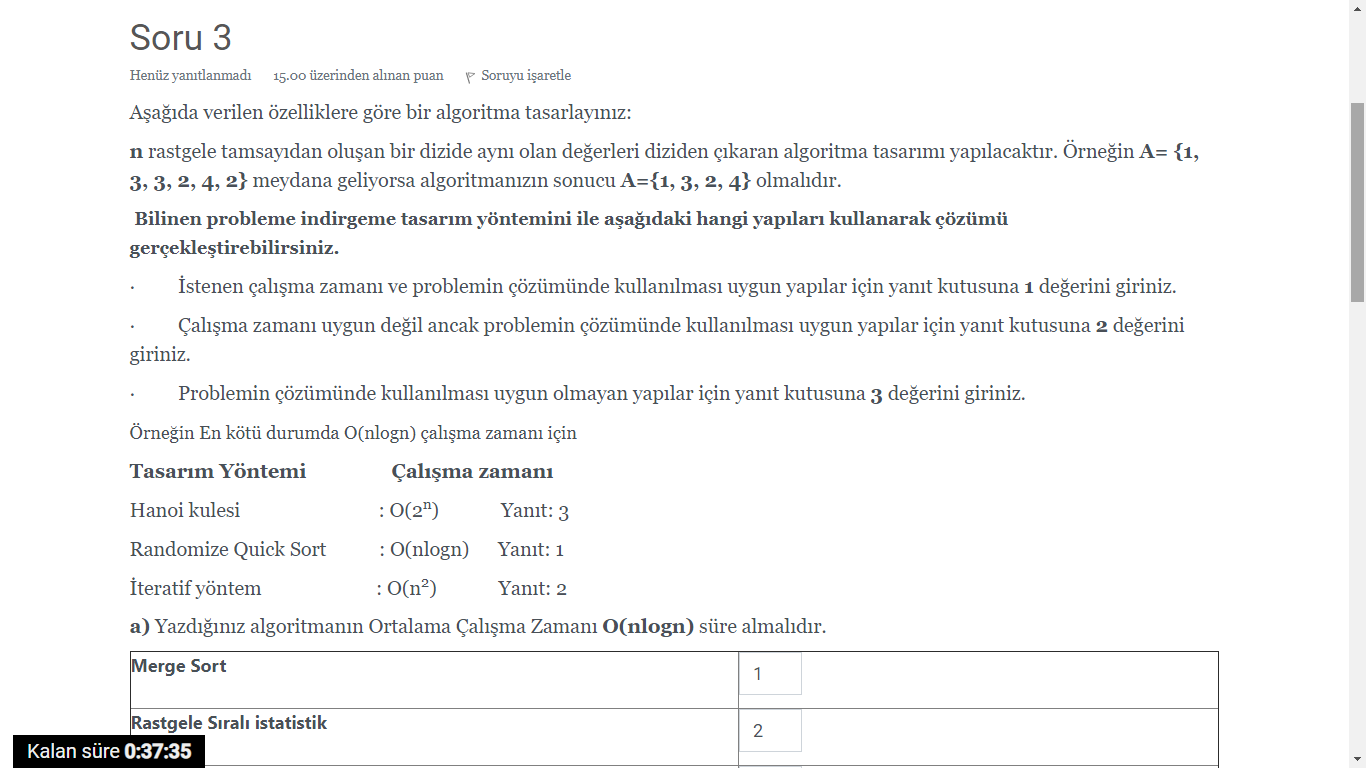 Soru 3
Henüz yanıtlanmadı 15.00 üzerinden alınan puan Soruyu işaretle
Aşağıda verilen özelliklere göre bir algoritma tasarlayınız:
n rastgele tamsayıdan oluşan bir dizide aynı olan değerleri diziden çıkaran algoritma tasarımı yapılacaktır. Örneğin A= {1,
3, 3, 2, 4, 2} meydana geliyorsa algoritmanızın sonucu A={1, 3, 2, 4} olmalıdır.
Bilinen probleme indirgeme tasarım yöntemini ile aşağıdaki hangi yapıları kullanarak çözümü
gerçekleştirebilirsiniz.
· İstenen çalışma zamanı ve problemin çözümünde kullanılması uygun yapılar için yanıt kutusuna 1 değerini giriniz.
· Çalışma zamanı uygun değil ancak problemin çözümünde kullanılması uygun yapılar için yanıt kutusuna 2 değerini
giriniz.
· Problemin çözümünde kullanılması uygun olmayan yapılar için yanıt kutusuna 3 değerini giriniz.
Örneğin En kötü durumda O(nlogn) çalışma zamanı için
Tasarım Yöntemi Çalışma zamanı
Hanoi kulesi : O(2ⁿ) Yanıt: 3
Randomize Quick Sort : O(nlogn) Yanıt: 1
İteratif yöntem : O(n²) Yanıt: 2
a) Yazdığınız algoritmanın Ortalama Çalışma Zamanı O(nlogn) süre almalıdır.
Merge Sort 1
Rastgele Sıralı istatistik 2
Kalan süre 0:37:35